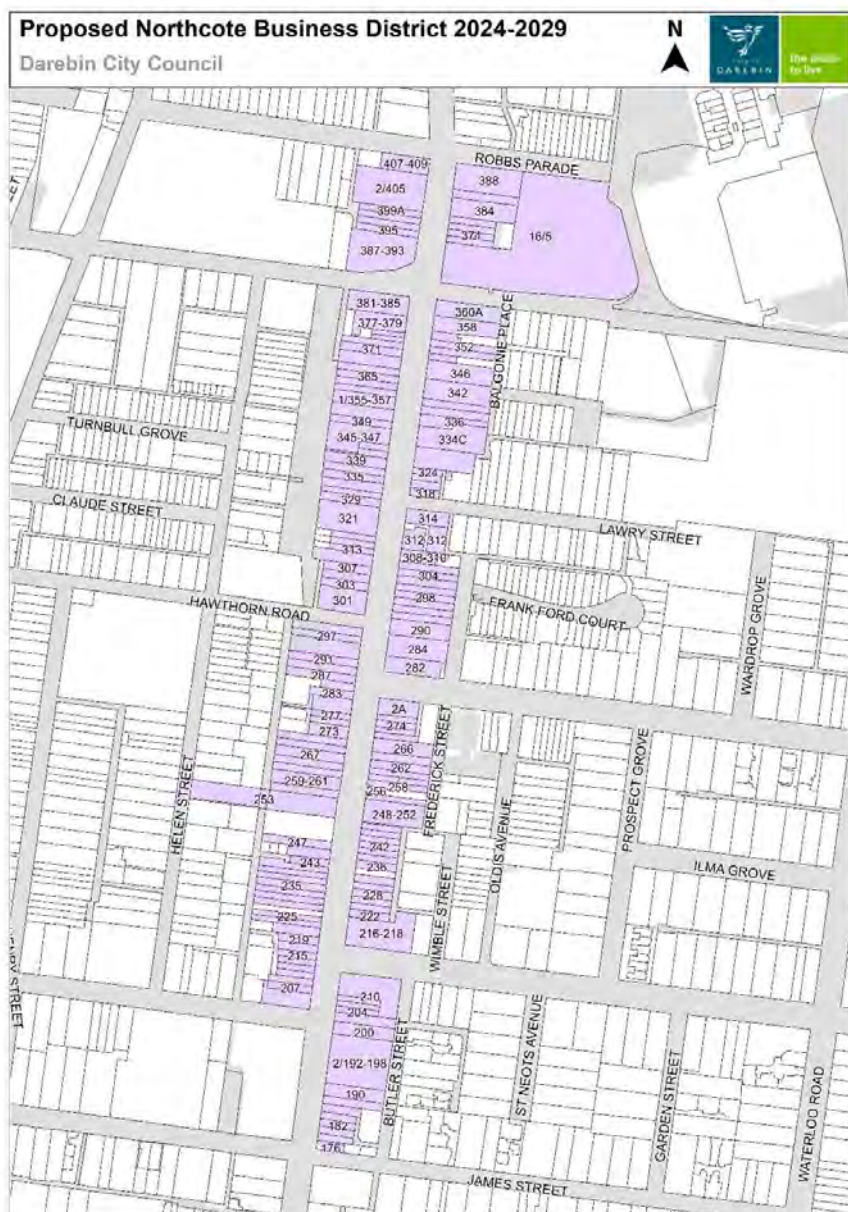 Proposed Northcote Business District 2024-2029
Darebin City Council
N
DAREBIN
the place
to live
ROBBS PARADE
407-409
388
2/405
399A
384
395
371
16/5
387-393
381-385
360A
377-379
358
371
352
BALGONIE PLACE
346
365
342
1/355-357
349
336
TURNBULL GROVE
345-347
334C
339
335
324
329
318
CLAUDE STREET
321
314
LAWRY STREET
312
312
313
308-310
307
304
303
298
301
FRANK FORD COURT
HAWTHORN ROAD
WARDROP GROVE
297
290
291
284
287
282
283
2A
277
274
273
266
FREDERICK STREET
267
262
259-261
258
256
253
248-252
HELEN STREET
OLDIS AVENUE
PROSPECT GROVE
247
242
243
236
ILMA GROVE
235
228
225
222
WIMBLE STREET
219
216-218
215
207
210
204
200
BUTLER STREET
ST NEOTS AVENUE
2/192-198
GARDEN STREET
WATERLOO ROAD
190
182
176
JAMES STREET